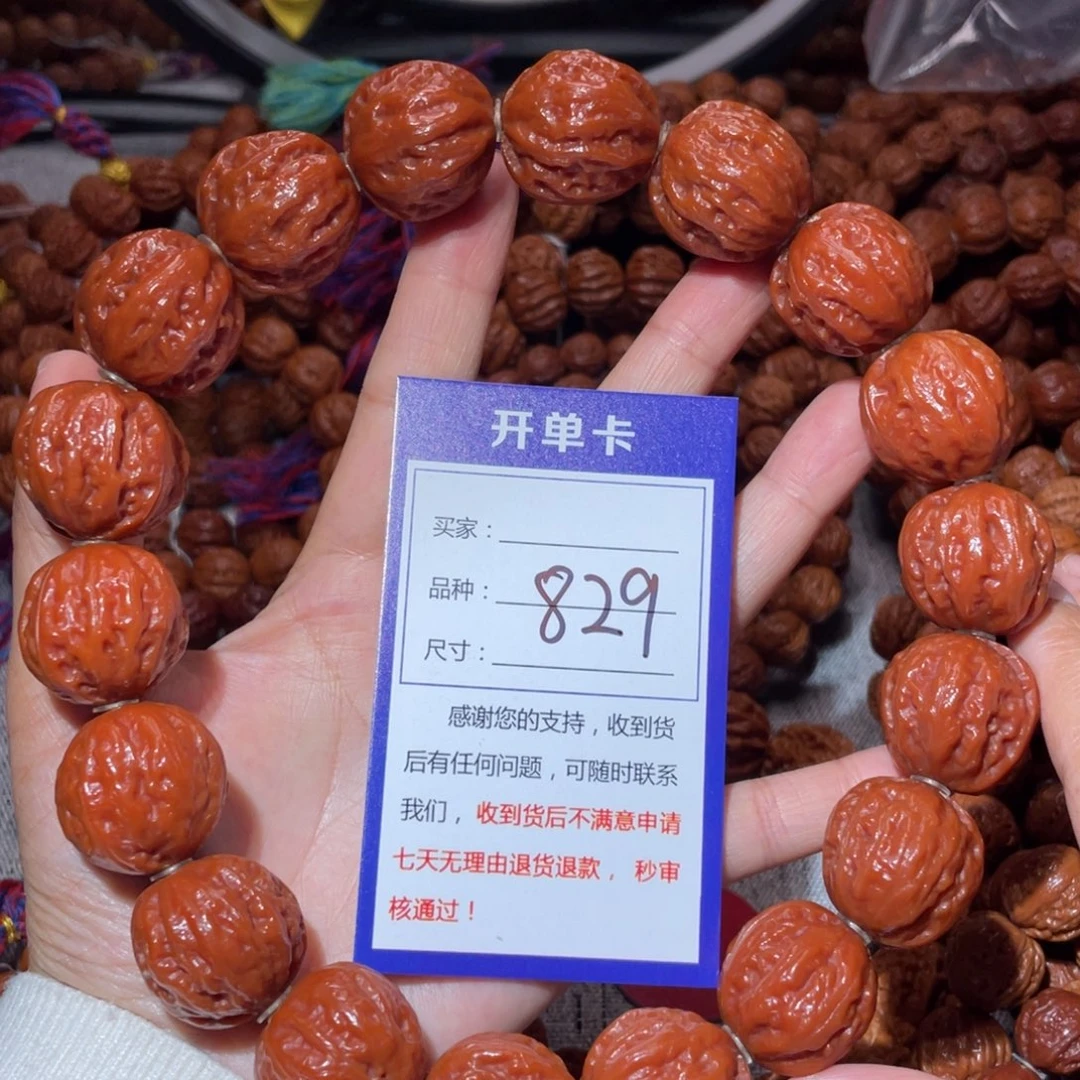 开单卡
买家：
品种：829
尺寸：
感谢您的支持，收到货
后有任何问题，可随时联系
我们，收到货后不满意申请
七天无理由退货退款，秒审
核通过！